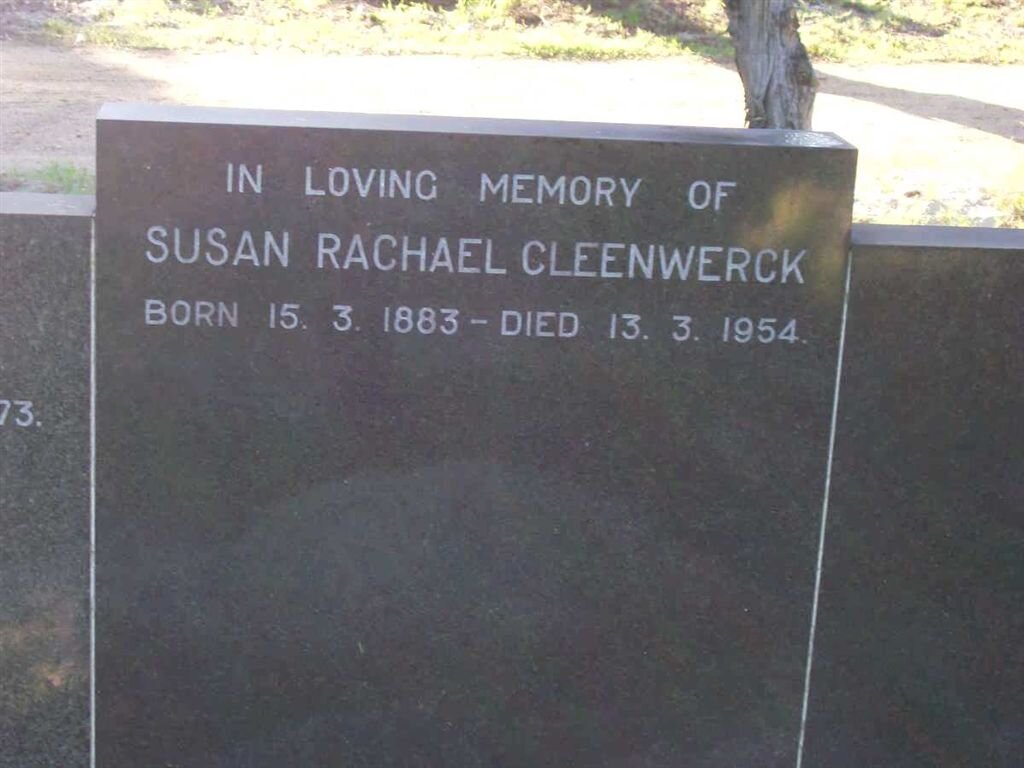 IN LOVING MEMORY OF
SUSAN RACHAEL CLEENWERCK
BORN 15. 3. 1883 - DIED 13. 3. 1954.
73.